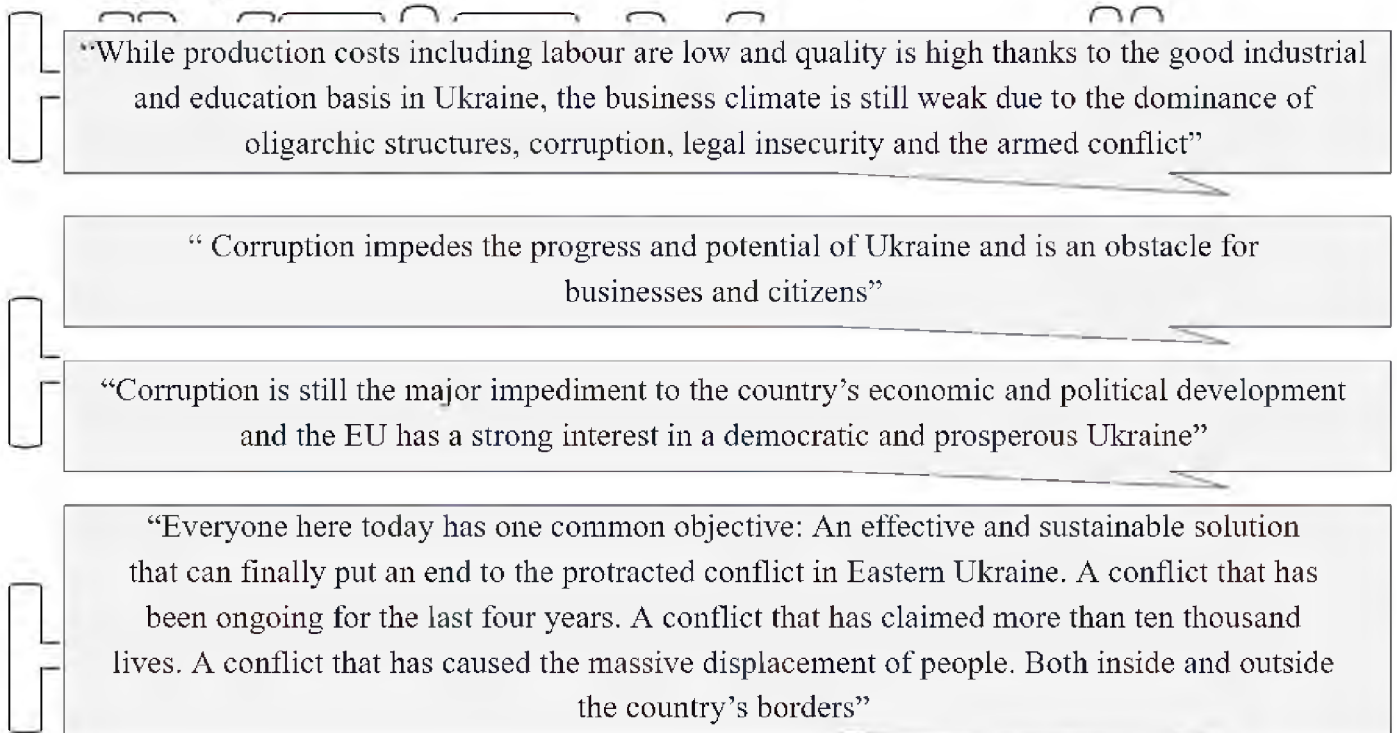 “While production costs including labour are low and quality is high thanks to the good industrial
and education basis in Ukraine, the business climate is still weak due to the dominance of
oligarchic structures, corruption, legal insecurity and the armed conflict”
“ Corruption impedes the progress and potential of Ukraine and is an obstacle for
businesses and citizens”
“Corruption is still the major impediment to the country’s economic and political development
and the EU has a strong interest in a democratic and prosperous Ukraine”
“Everyone here today has one common objective: An effective and sustainable solution
that can finally put an end to the protracted conflict in Eastern Ukraine. A conflict that has
been ongoing for the last four years. A conflict that has claimed more than ten thousand
lives. A conflict that has caused the massive displacement of people. Both inside and outside
the country’s borders”